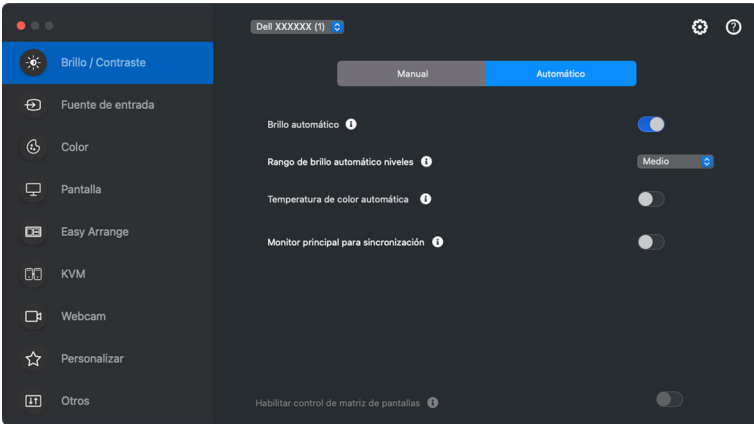 Dell XXXXXX (1)
Brillo / Contraste
Fuente de entrada
Color
Pantalla
Easy Arrange
KVM
Webcam
Personalizar
Otros
Manual
Automático
Brillo automático
Rango de brillo automático niveles
Medio
Temperatura de color automática
Monitor principal para sincronización
Habilitar control de matriz de pantallas